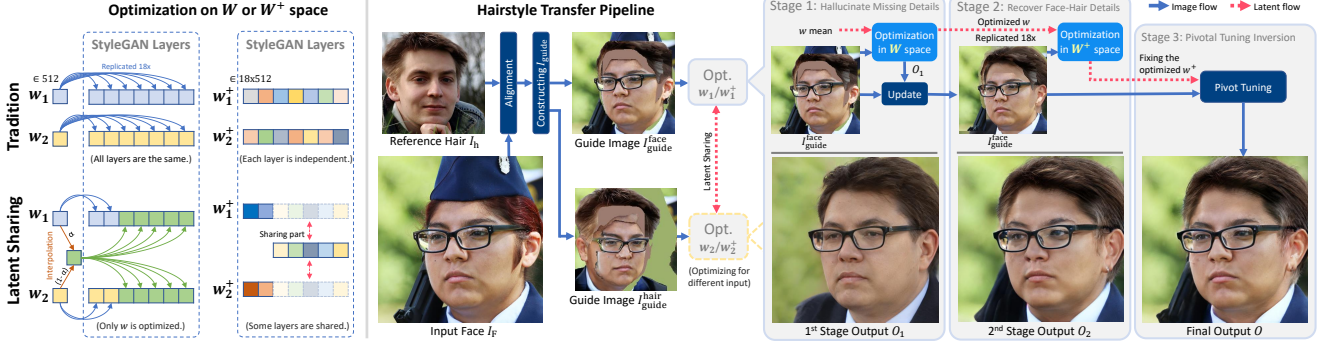 Optimization on W or W⁺ space
StyleGAN Layers
StyleGAN Layers
Tradition
Latent Sharing
∈ 512
Replicated 18x
w₁
w₂
(All layers are the same.)
∈ 18x512
w₁⁺
w₂⁺
(Each layer is independent.)
w₁
α
Interpolation
(1-α)
w₂
(Only w is optimized.)
w₁⁺
Sharing part
w₂⁺
(Some layers are shared.)
Hairstyle Transfer Pipeline
Reference Hair I_h
Alignment
Constructing I_guide
Input Face I_F
Guide Image I_guide^face
Guide Image I_guide^hair
Opt.
w₁/w₁⁺
Latent Sharing
Opt.
w₂/w₂⁺
(Optimizing for
different input)
Stage 1: Hallucinate Missing Details
w mean
Optimization
in W space
O₁
Update
I_guide^face
1st Stage Output O₁
Stage 2: Recover Face-Hair Details
Optimized w
Replicated 18x
Optimization
in W⁺ space
I_guide^face
2nd Stage Output O₂
Image flow
Latent flow
Stage 3: Pivotal Tuning Inversion
Fixing the
optimized w⁺
Pivot Tuning
Final Output O